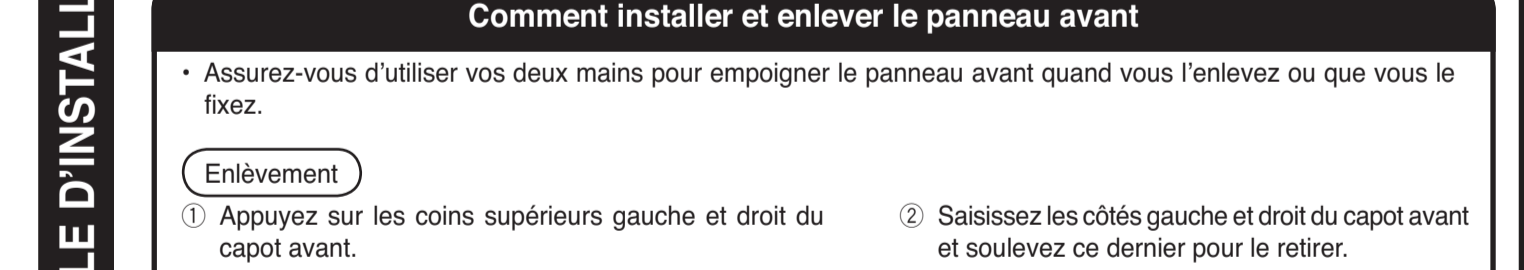 LE D'INSTALL
Comment installer et enlever le panneau avant
• Assurez-vous d'utiliser vos deux mains pour empoigner le panneau avant quand vous l'enlevez ou que vous le
fixez.
Enlèvement
① Appuyez sur les coins supérieurs gauche et droit du
capot avant.
② Saisissez les côtés gauche et droit du capot avant
et soulevez ce dernier pour le retirer.